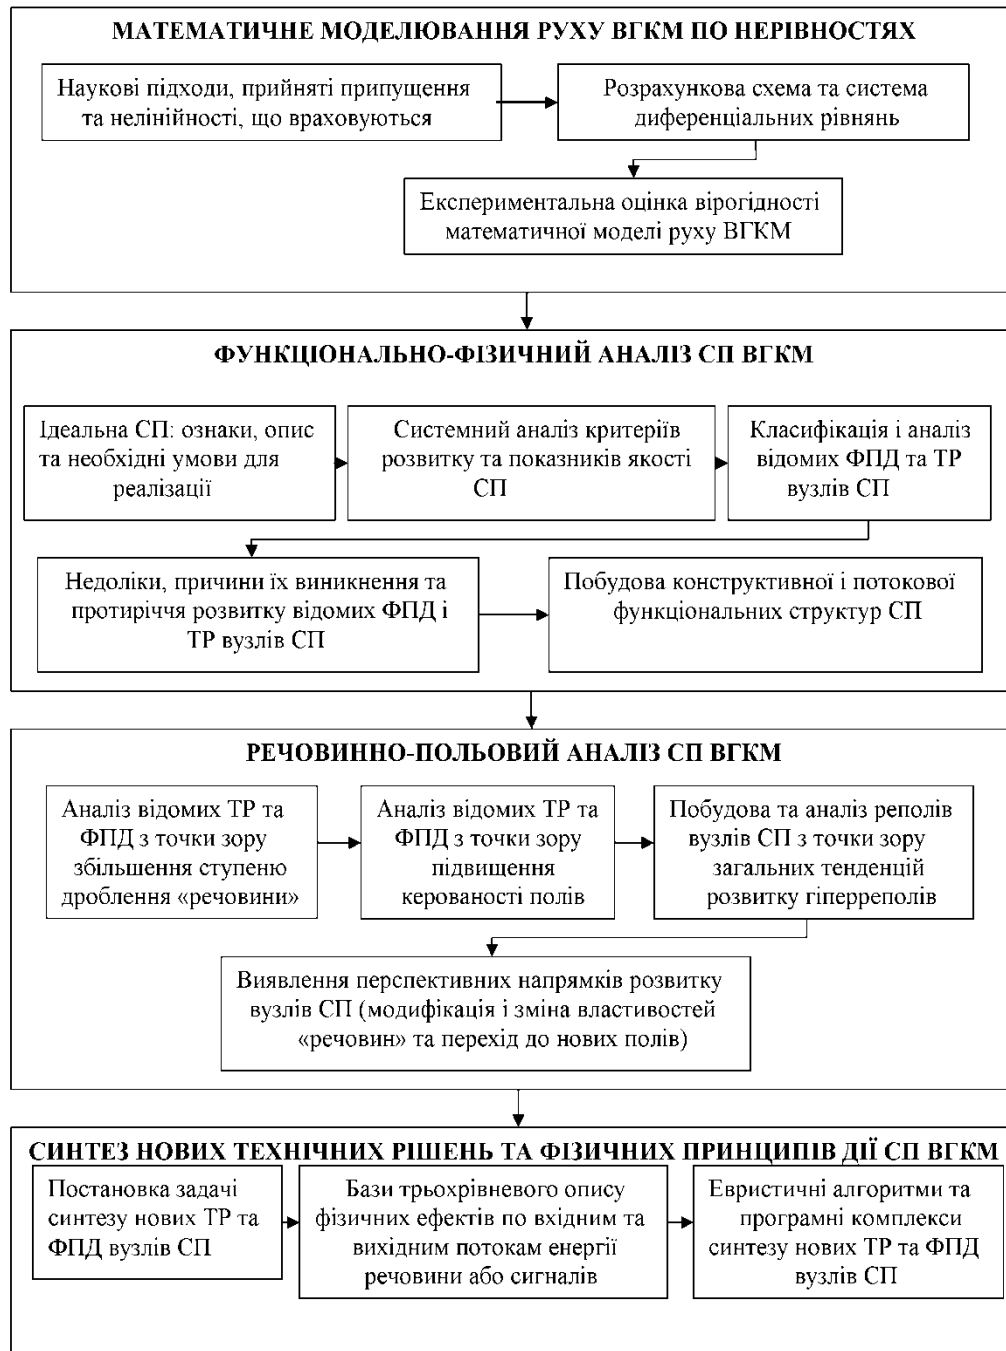 МАТЕМАТИЧНЕ МОДЕЛЮВАННЯ РУХУ ВГКМ ПО НЕРІВНОСТЯХ
Наукові підходи, прийняті припущення
та нелінійності, що враховуються
Розрахункова схема та система
диференціальних рівнянь
Експериментальна оцінка вірогідності
математичної моделі руху ВГКМ
ФУНКЦІОНАЛЬНО-ФІЗИЧНИЙ АНАЛІЗ СП ВГКМ
Ідеальна СП: ознаки, опис
та необхідні умови для
реалізації
Системний аналіз критеріїв
розвитку та показників якості
СП
Класифікація і аналіз
відомих ФПД та ТР
вузлів СП
Недоліки, причини їх виникнення та
протиріччя розвитку відомих ФПД і
ТР вузлів СП
Побудова конструктивної і потокової
функціональних структур СП
РЕЧОВИННО-ПОЛЬОВИЙ АНАЛІЗ СП ВГКМ
Аналіз відомих ТР та
ФПД з точки зору
збільшення ступеню
дроблення «речовини»
Аналіз відомих ТР та
ФПД з точки зору
підвищення
керованості полів
Побудова та аналіз реполів
вузлів СП з точки зору
загальних тенденцій
розвитку гіперреполів
Виявлення перспективних напрямків розвитку
вузлів СП (модифікація і зміна властивостей
«речовин» та перехід до нових полів)
СИНТЕЗ НОВИХ ТЕХНІЧНИХ РІШЕНЬ ТА ФІЗИЧНИХ ПРИНЦИПІВ ДІЇ СП ВГКМ
Постановка задачі
синтезу нових ТР та
ФПД вузлів СП
Бази трьохрівневого опису
фізичних ефектів по вхідним та
вихідним потокам енергії
речовини або сигналів
Евристичні алгоритми та
програмні комплекси
синтезу нових ТР та ФПД
вузлів СП